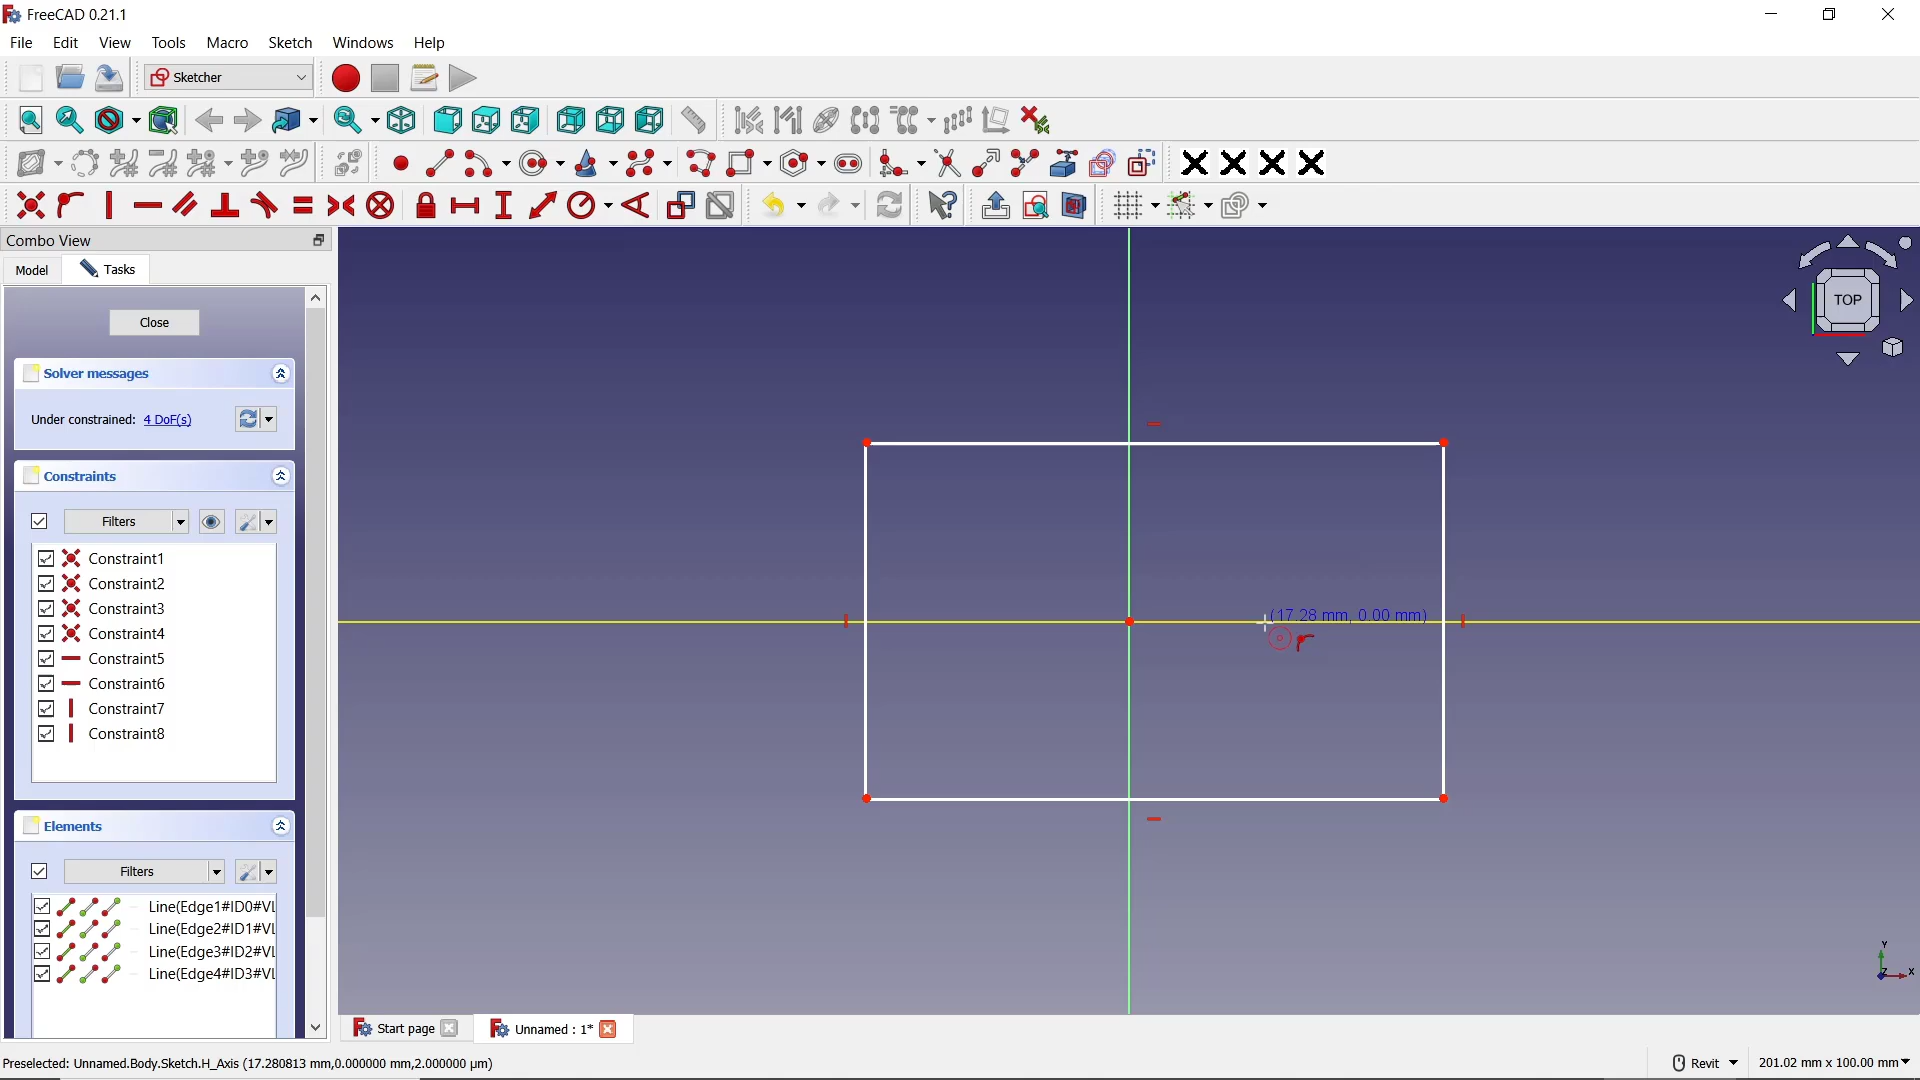 FreeCAD 0.21.1
File Edit View Tools Macro Sketch Windows Help
Sketcher
Combo View
Model Tasks
Close
Solver messages
Under constrained: 4 DoF(s)
Constraints
Filters
Constraint1
Constraint2
Constraint3
Constraint4
Constraint5
Constraint6
Constraint7
Constraint8
Elements
Filters
Line(Edge1#ID0#VL
Line(Edge2#ID1#VL
Line(Edge3#ID2#VL
Line(Edge4#ID3#VL
TOP
(17.28 mm, 0.00 mm)
Y
Z
X
Start page Unnamed : 1*
Preselected: Unnamed.Body.Sketch.H_Axis (17.280813 mm,0.000000 mm,2.000000 µm)
Revit 201.02 mm x 100.00 mm